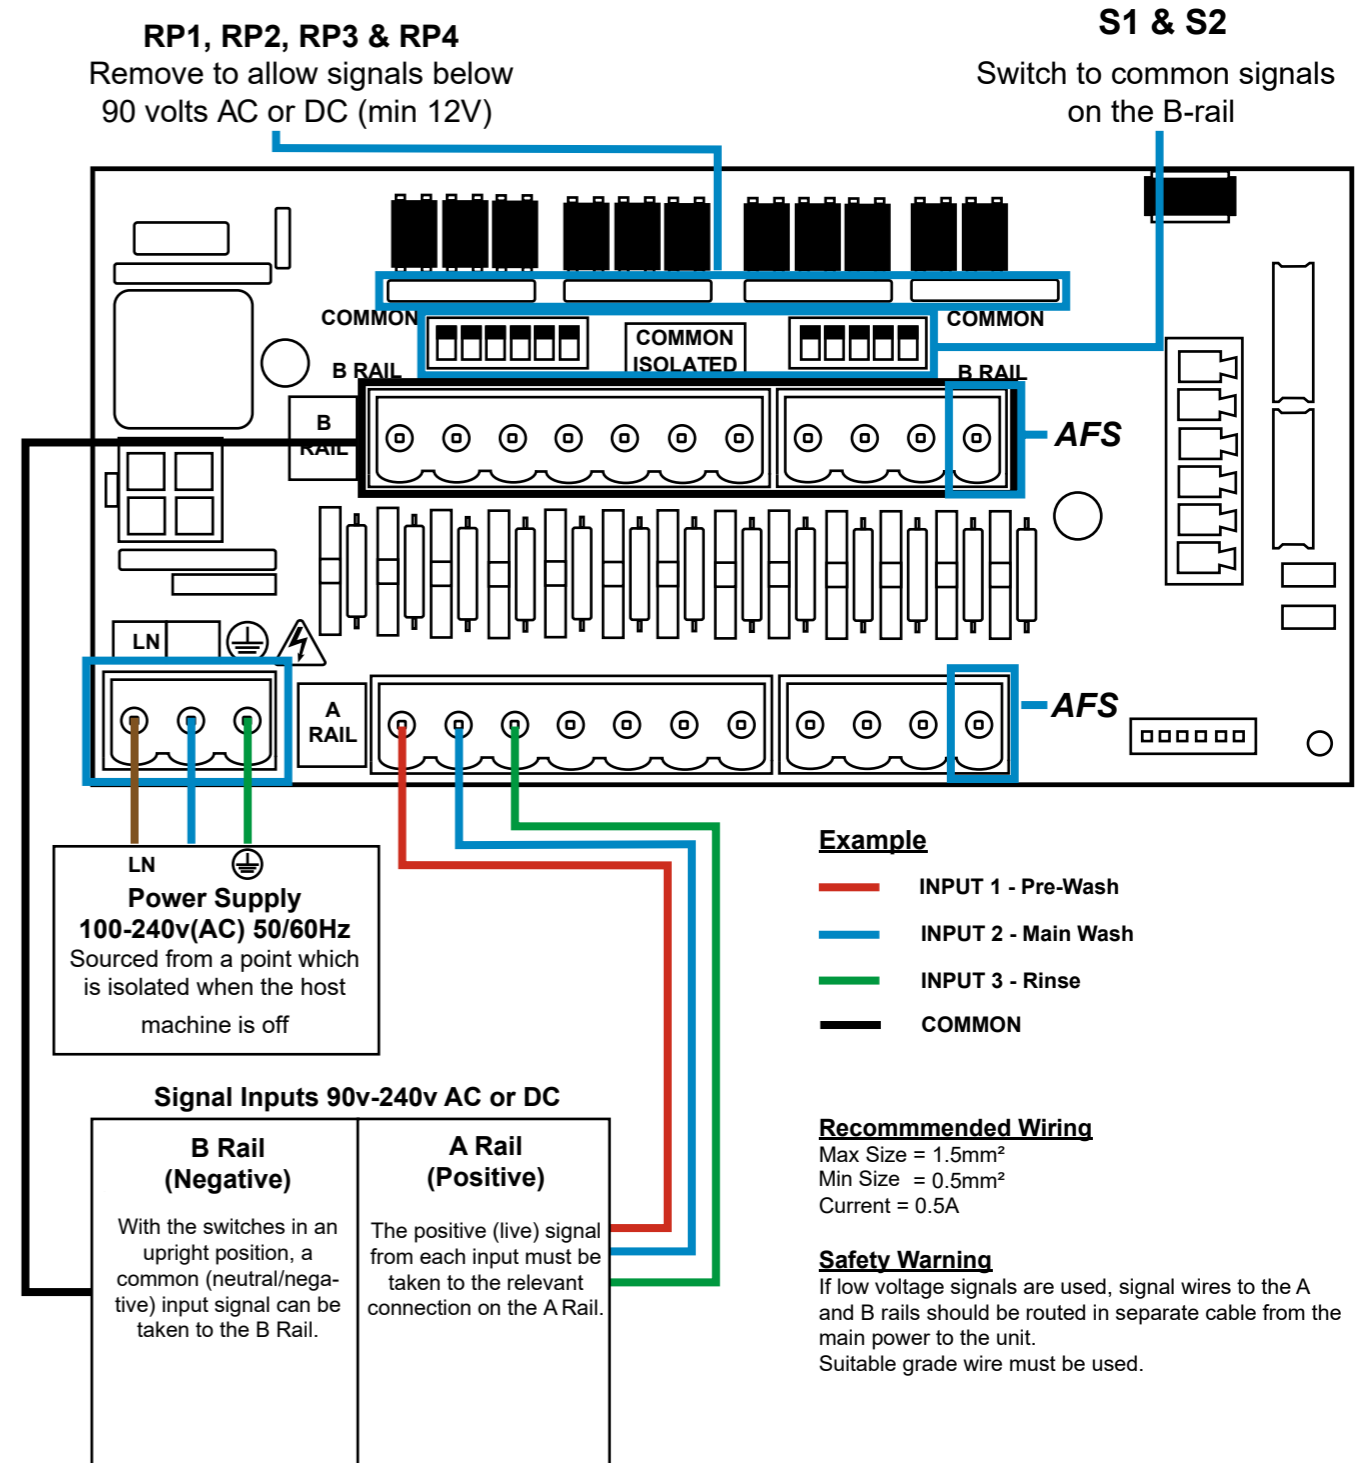 RP1, RP2, RP3 & RP4
Remove to allow signals below
90 volts AC or DC (min 12V)
S1 & S2
Switch to common signals
on the B-rail
COMMON
COMMON
ISOLATED
COMMON
B RAIL
B RAIL
B
RAIL
AFS
LN
A
RAIL
AFS
LN
Power Supply
100-240v(AC) 50/60Hz
Sourced from a point which
is isolated when the host
machine is off
Example
INPUT 1 - Pre-Wash
INPUT 2 - Main Wash
INPUT 3 - Rinse
COMMON
Signal Inputs 90v-240v AC or DC
B Rail
(Negative)
With the switches in an
upright position, a
common (neutral/nega-
tive) input signal can be
taken to the B Rail.
A Rail
(Positive)
The positive (live) signal
from each input must be
taken to the relevant
connection on the A Rail.
Recommmended Wiring
Max Size = 1.5mm²
Min Size = 0.5mm²
Current = 0.5A
Safety Warning
If low voltage signals are used, signal wires to the A
and B rails should be routed in separate cable from the
main power to the unit.
Suitable grade wire must be used.